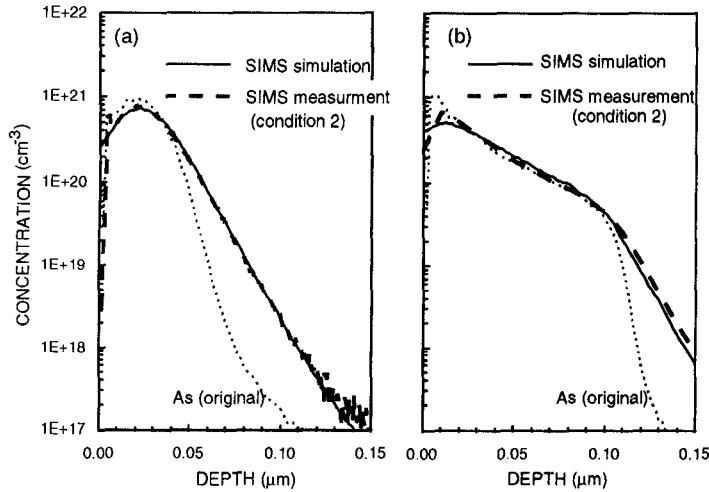 1E+22
(a)
SIMS simulation
SIMS measurment
(condition 2)
1E+21
1E+20
1E+19
1E+18
1E+17
CONCENTRATION (cm-3)
As (original)
0.00
0.05
0.10
0.15
DEPTH (μm)
(b)
SIMS simulation
SIMS measurement
(condition 2)
As (original)
0.00
0.05
0.10
0.15
DEPTH (μm)